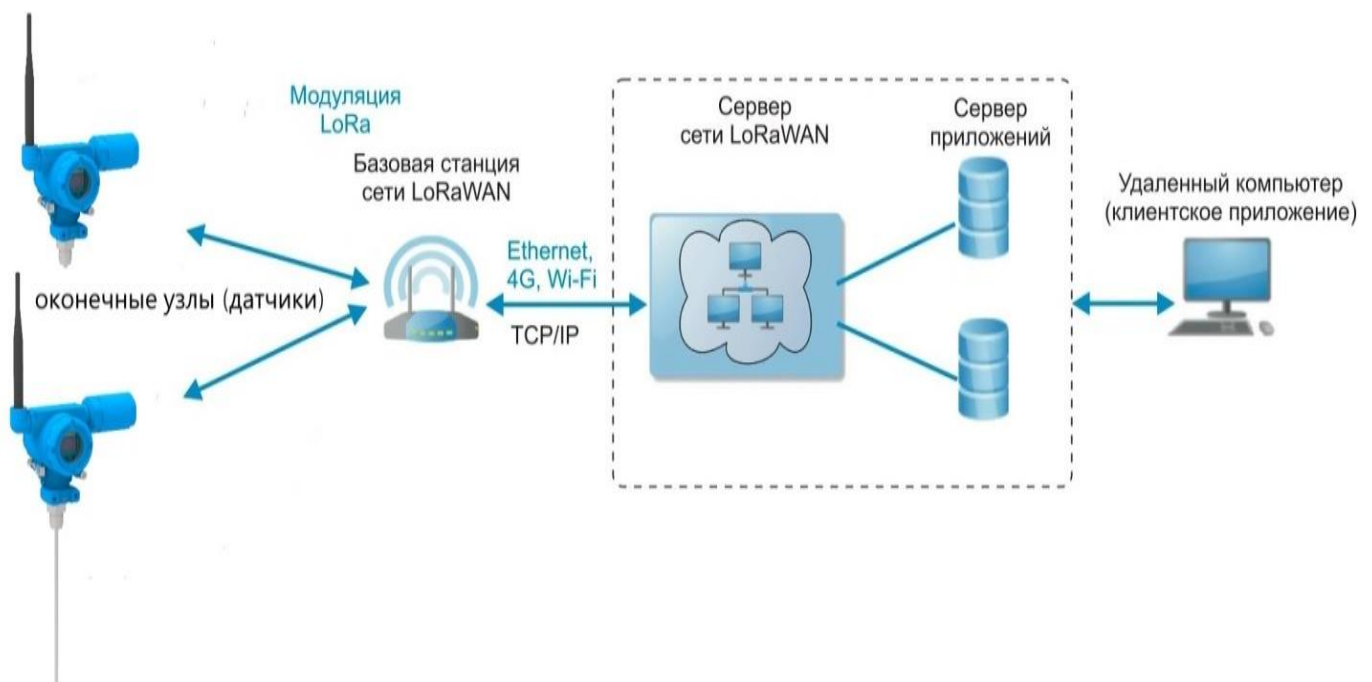 Модуляция
LoRa
Базовая станция
сети LoRaWAN
оконечные узлы (датчики)
Ethernet,
4G, Wi-Fi
TCP/IP
Сервер
сети LoRaWAN
Сервер
приложений
Удаленный компьютер
(клиентское приложение)